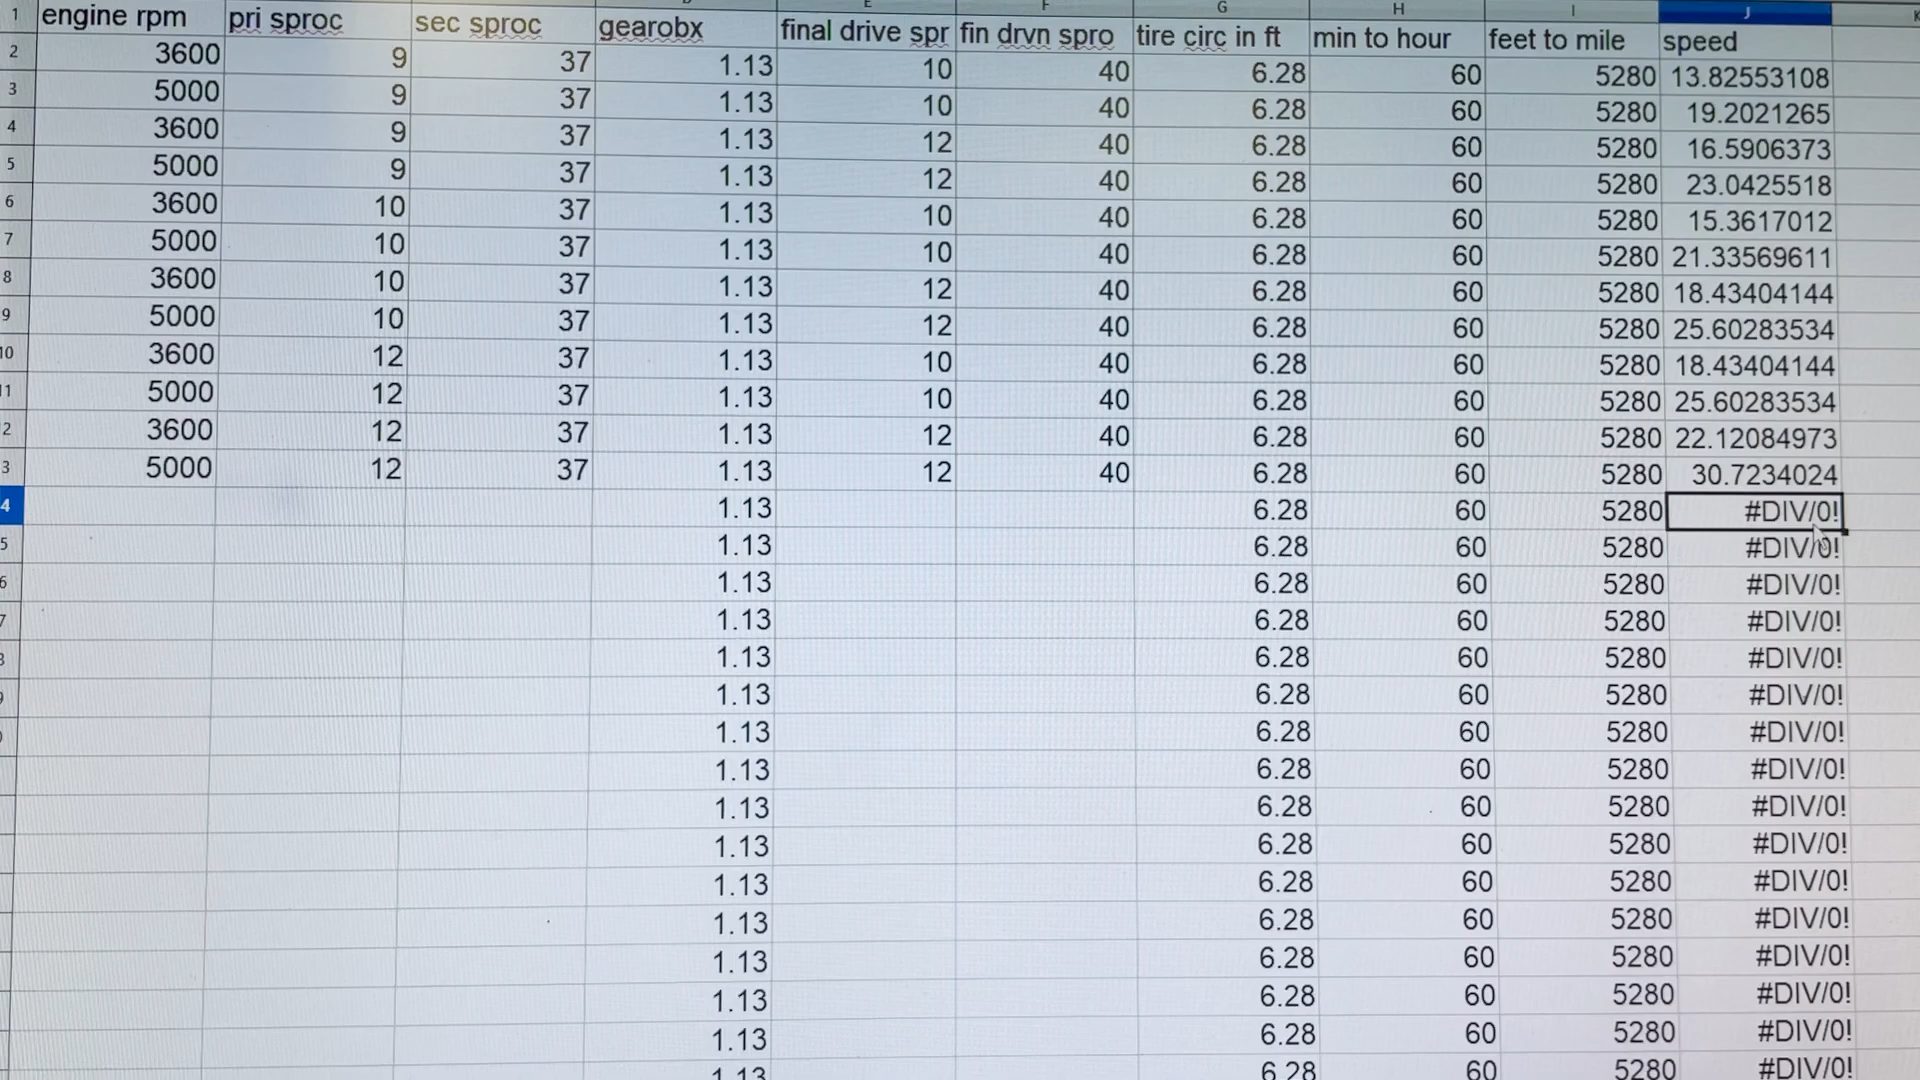 E F G H I J
1 engine rpm pri sproc sec sproc gearobx final drive spr fin drvn spro tire circ in ft min to hour feet to mile speed
2 3600 9 37 1.13 10 40 6.28 60 5280 13.82553108
3 5000 9 37 1.13 10 40 6.28 60 5280 19.2021265
4 3600 9 37 1.13 12 40 6.28 60 5280 16.5906373
5 5000 9 37 1.13 12 40 6.28 60 5280 23.0425518
6 3600 10 37 1.13 10 40 6.28 60 5280 15.3617012
7 5000 10 37 1.13 10 40 6.28 60 5280 21.33569611
8 3600 10 37 1.13 12 40 6.28 60 5280 18.43404144
9 5000 10 37 1.13 12 40 6.28 60 5280 25.60283534
10 3600 12 37 1.13 10 40 6.28 60 5280 18.43404144
11 5000 12 37 1.13 10 40 6.28 60 5280 25.60283534
2 3600 12 37 1.13 12 40 6.28 60 5280 22.12084973
3 5000 12 37 1.13 12 40 6.28 60 5280 30.7234024
4 1.13 6.28 60 5280 #DIV/0!
5 1.13 6.28 60 5280 #DIV/0!
6 1.13 6.28 60 5280 #DIV/0!
7 1.13 6.28 60 5280 #DIV/0!
8 1.13 6.28 60 5280 #DIV/0!
9 1.13 6.28 60 5280 #DIV/0!
0 1.13 6.28 60 5280 #DIV/0!
1.13 6.28 60 5280 #DIV/0!
1.13 6.28 60 5280 #DIV/0!
1.13 6.28 60 5280 #DIV/0!
1.13 6.28 60 5280 #DIV/0!
1.13 6.28 60 5280 #DIV/0!
1.13 6.28 60 5280 #DIV/0!
1.13 6.28 60 5280 #DIV/0!
1.13 6.28 60 5280 #DIV/0!
1.13 6.28 60 5280 #DIV/0!